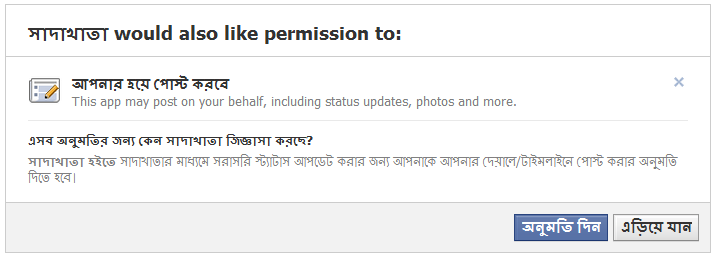 সাদাখাতা would also like permission to:
আপনার হয়ে পোস্ট করবে
This app may post on your behalf, including status updates, photos and more.
এসব অনুমতির জন্য কেন সাদাখাতা জিজ্ঞাসা করছে?
সাদাখাতা হইতে সাদাখাতার মাধ্যমে সরাসরি স্ট্যাটাস আপডেট করার জন্য আপনাকে আপনার দেয়ালে/টাইমলাইনে পোস্ট করার অনুমতি
দিতে হবে।
অনুমতি দিন এড়িয়ে যান